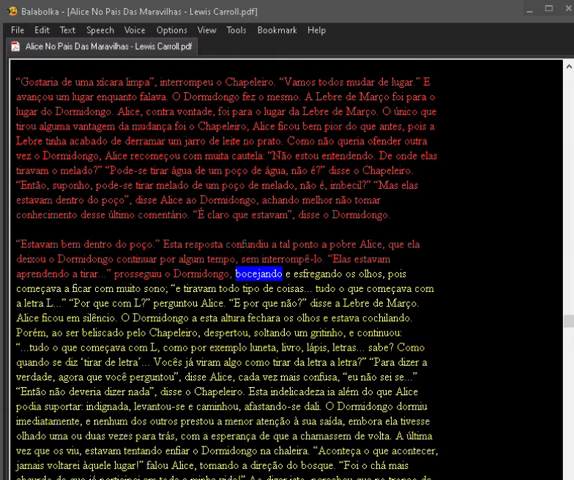 Balabolka - [Alice No Pais Das Maravilhas - Lewis Carroll.pdf]
File Edit Text Speech Voice Options View Tools Bookmark Help
Alice No Pais Das Maravilhas - Lewis Carroll.pdf
“Gostaria de uma xícara limpa”, interrompeu o Chapeleiro. “Vamos todos mudar de lugar.” E
avançou um lugar enquanto falava. O Dormidongo fez o mesmo. A Lebre de Março foi para o
lugar do Dormidongo. Alice, contra vontade, foi para o lugar da Lebre de Março. O único que
tirou alguma vantagem da mudança foi o Chapeleiro; Alice ficou bem pior do que antes, pois a
Lebre tinha acabado de derramar um jarro de leite no prato. Como não queria ofender outra
vez o Dormidongo, Alice recomeçou com muita cautela: “Não estou entendendo. De onde elas
tiravam o melado?” “Pode-se tirar água de um poço de água, não é?” disse o Chapeleiro.
“Então, suponho, pode-se tirar melado de um poço de melado, não é, imbecil?” “Mas elas
estavam dentro do poço”, disse Alice ao Dormidongo, achando melhor não tomar
conhecimento desse último comentário. “É claro que estavam”, disse o Dormidongo.
“Estavam bem dentro do poço.” Esta resposta confundiu a tal ponto a pobre Alice, que ela
deixou o Dormidongo continuar por algum tempo, sem interrompê-lo. “Elas estavam
aprendendo a tirar...” prosseguiu o Dormidongo, bocejando e esfregando os olhos, pois
começava a ficar com muito sono; “e tiravam todo tipo de coisas... tudo o que começava com
a letra L...” “Por que com L?” perguntou Alice. “E por que não?” disse a Lebre de Março.
Alice ficou em silêncio. O Dormidongo a esta altura fechara os olhos e estava cochilando.
Porém, ao ser beliscado pelo Chapeleiro, despertou, soltando um gritinho, e continuou:
“...tudo o que começava com L, como por exemplo luneta, livro, lápis, letras... sabe? Como
quando se diz ‘tirar de letra’... Vocês já viram algo como tirar da letra a letra?” “Para dizer a
verdade, agora que você perguntou”, disse Alice, cada vez mais confusa, “eu não sei se...”
“Então não deveria dizer nada”, disse o Chapeleiro. Esta indelicadeza ia além do que Alice
podia suportar: indignada, levantou-se e caminhou, afastando-se dali. O Dormidongo dormiu
imediatamente, e nenhum dos outros prestou a menor atenção à sua saída, embora ela tivesse
olhado uma ou duas vezes para trás, com a esperança de que a chamassem de volta. A última
vez que os viu, estavam tentando enfiar o Dormidongo na chaleira. “Aconteça o que acontecer,
jamais voltarei àquele lugar!” falou Alice, tomando a direção do bosque. “Foi o chá mais